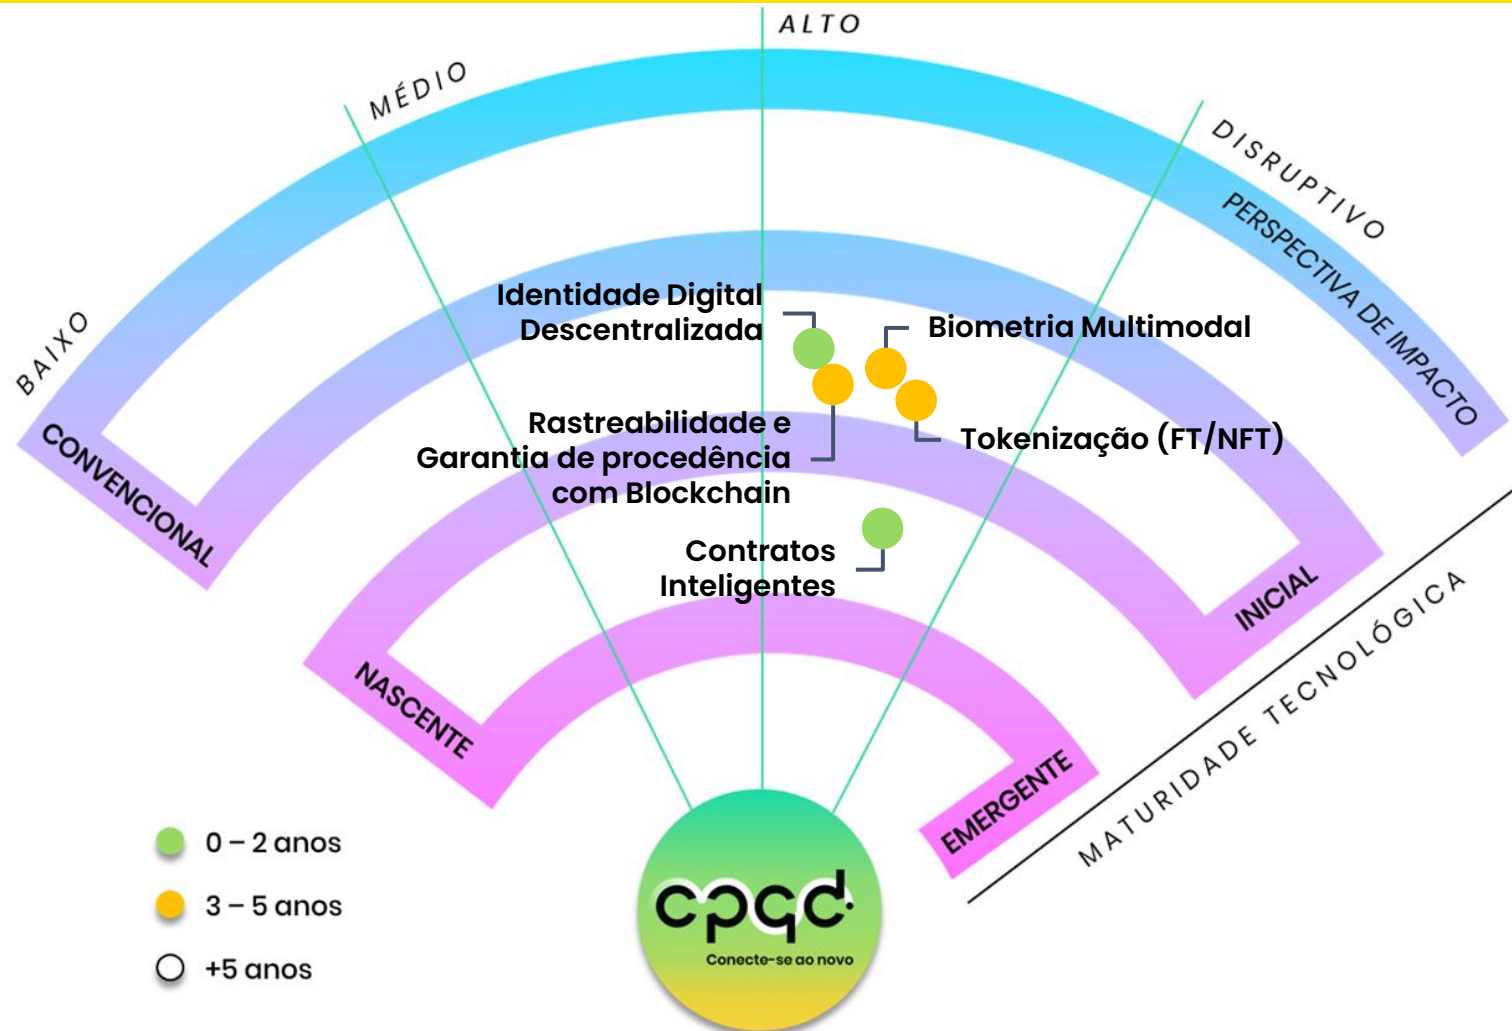 ALTO
MÉDIO
DISRUPTIVO
BAIXO
PERSPECTIVA DE IMPACTO
Identidade Digital
Descentralizada
Biometria Multimodal
Rastreabilidade e
Garantia de procedência
com Blockchain
Tokenização (FT/NFT)
CONVENCIONAL
Contratos
Inteligentes
INICIAL
NASCENTE
EMERGENTE
MATURIDADE TECNOLÓGICA
0 – 2 anos
3 – 5 anos
+5 anos
cpqd
Conecte-se ao novo